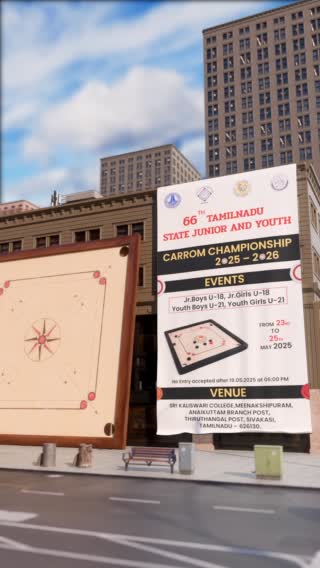 66TH TAMILNADU
STATE JUNIOR AND YOUTH
CARROM CHAMPIONSHIP
2025 – 2026
EVENTS
Jr.Boys U-18, Jr.Girls U-18
Youth Boys U-21, Youth Girls U-21
FROM 23RD
TO
25TH
MAY 2025
No Entry accepted after 10.05.2025 at 05:00 PM
VENUE
SRI KALISWARI COLLEGE,MEENAKSHIPURAM,
ANAIKUTTAM BRANCH POST,
THIRUTHANGAL POST, SIVAKASI,
TAMILNADU – 626130.